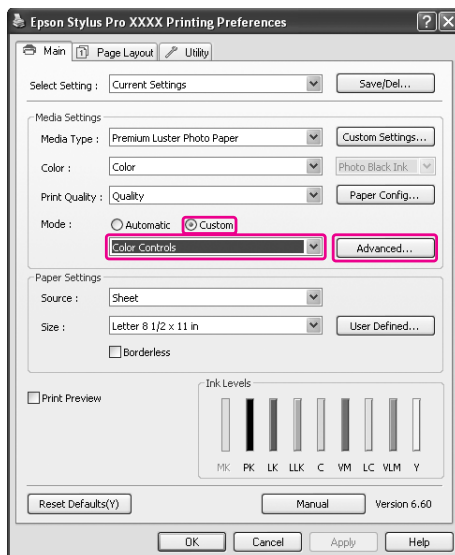 Epson Stylus Pro XXXX Printing Preferences
Main Page Layout Utility
Select Setting : Current Settings Save/Del...
Media Settings
Media Type : Premium Luster Photo Paper Custom Settings...
Color : Color Photo Black Ink
Print Quality : Quality Paper Config...
Mode : Automatic Custom
Color Controls Advanced...
Paper Settings
Source : Sheet
Size : Letter 8 1/2 x 11 in User Defined...
Borderless
Print Preview
Ink Levels
MK PK LK LLK C VM LC VLM Y
Reset Defaults(Y) Manual Version 6.60
OK Cancel Apply Help